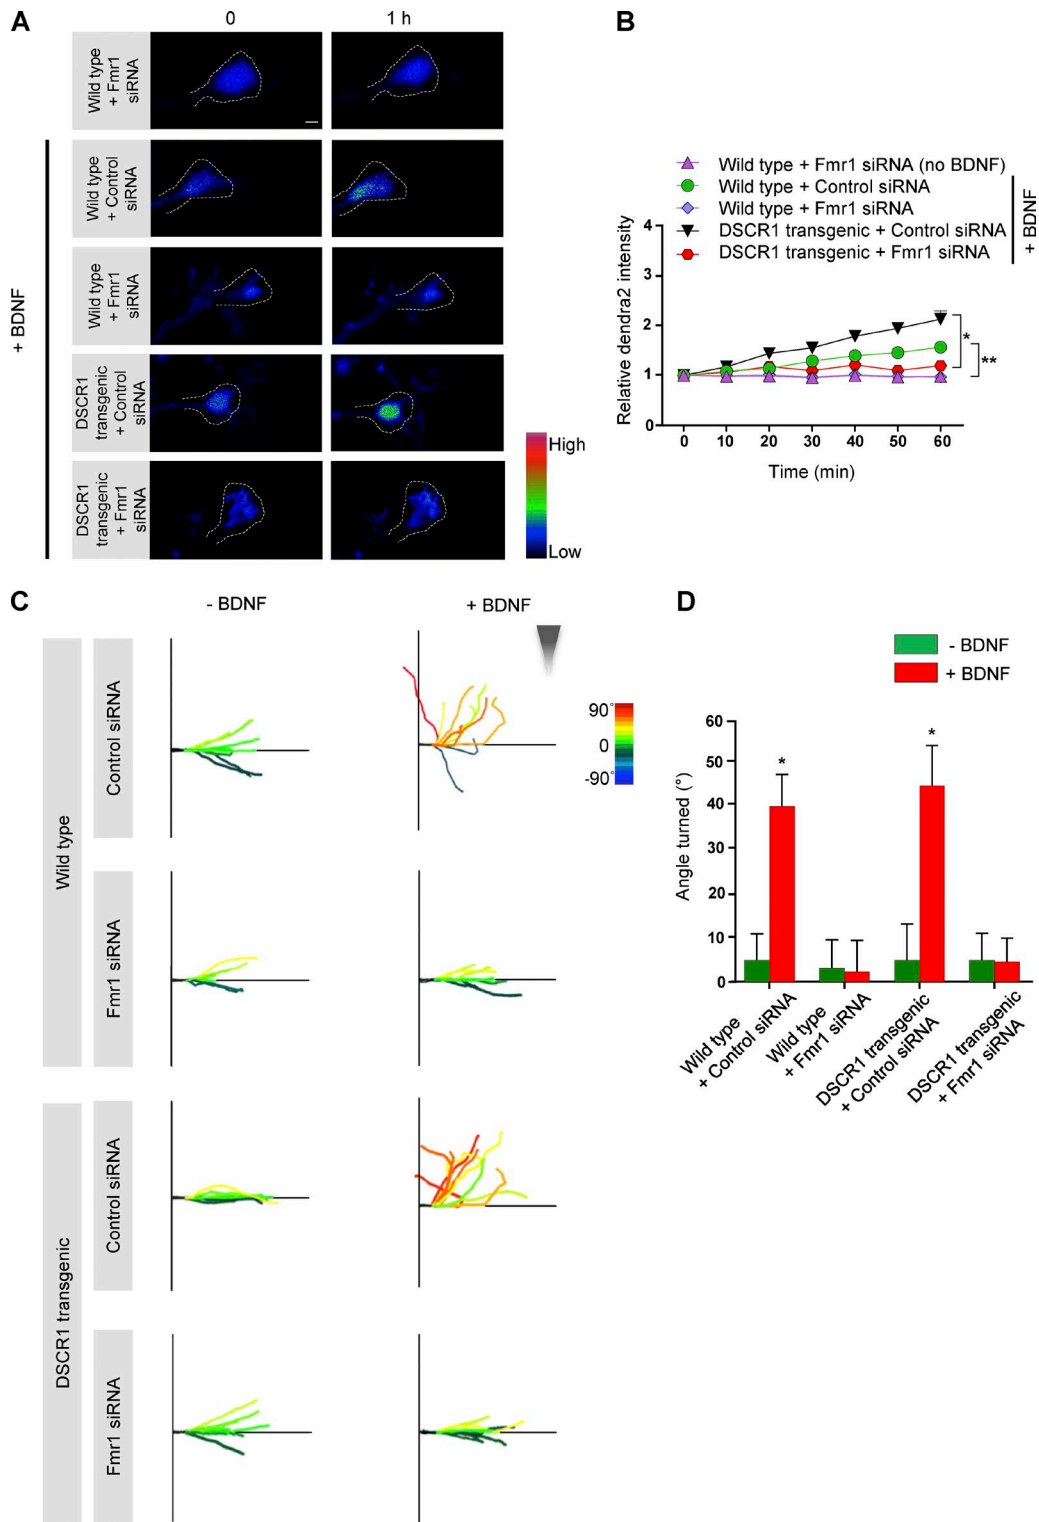 A
0
1 h
Wild type
+ Fmr1
siRNA
+ BDNF
Wild type
+ Control
siRNA
Wild type
+ Fmr1
siRNA
DSCR1
transgenic
+ Control
siRNA
DSCR1
transgenic
+ Fmr1
siRNA
High
Low
B
Wild type + Fmr1 siRNA (no BDNF)
Wild type + Control siRNA
Wild type + Fmr1 siRNA
DSCR1 transgenic + Control siRNA
DSCR1 transgenic + Fmr1 siRNA
+ BDNF
Relative dendra2 intensity
4
3
2
1
0
*
**
0 10 20 30 40 50 60
Time (min)
C
- BDNF
+ BDNF
Wild type
Control siRNA
Fmr1 siRNA
DSCR1 transgenic
Control siRNA
Fmr1 siRNA
90°
0
-90°
D
- BDNF
+ BDNF
Angle turned (°)
60
50
40
30
20
10
0
*
*
Wild type
+ Control siRNA
Wild type
+ Fmr1 siRNA
DSCR1 transgenic
+ Control siRNA
DSCR1 transgenic
+ Fmr1 siRNA